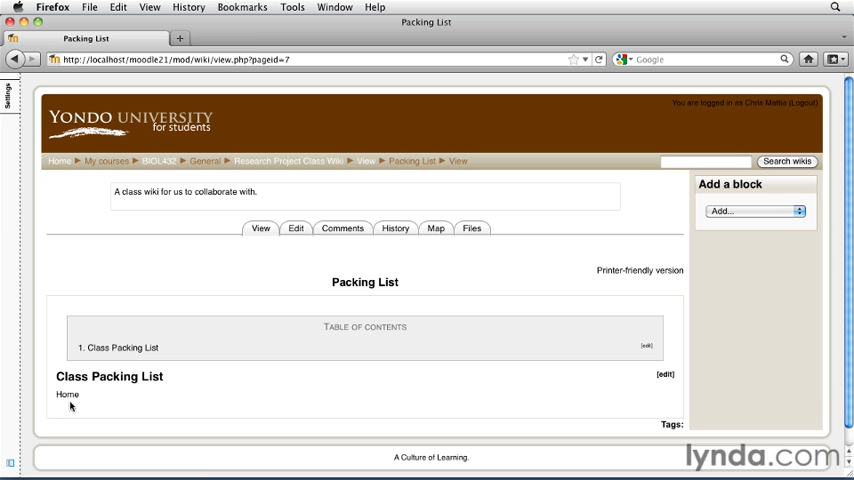 Firefox File Edit View History Bookmarks Tools Window Help
Packing List
Packing List
http://localhost/moodle21/mod/wiki/view.php?pageid=7
Google
Settings
You are logged in as Chris Mattia (Logout)
YONDO UNIVERSITY
for students
Home ► My courses ► BIOL432 ► General ► Research Project Class Wiki ► View ► Packing List ► View
Search wikis
Add a block
Add...
A class wiki for us to collaborate with.
View Edit Comments History Map Files
Printer-friendly version
Packing List
TABLE OF CONTENTS
1. Class Packing List [edit]
Class Packing List [edit]
Home
Tags:
A Culture of Learning.
lynda.com